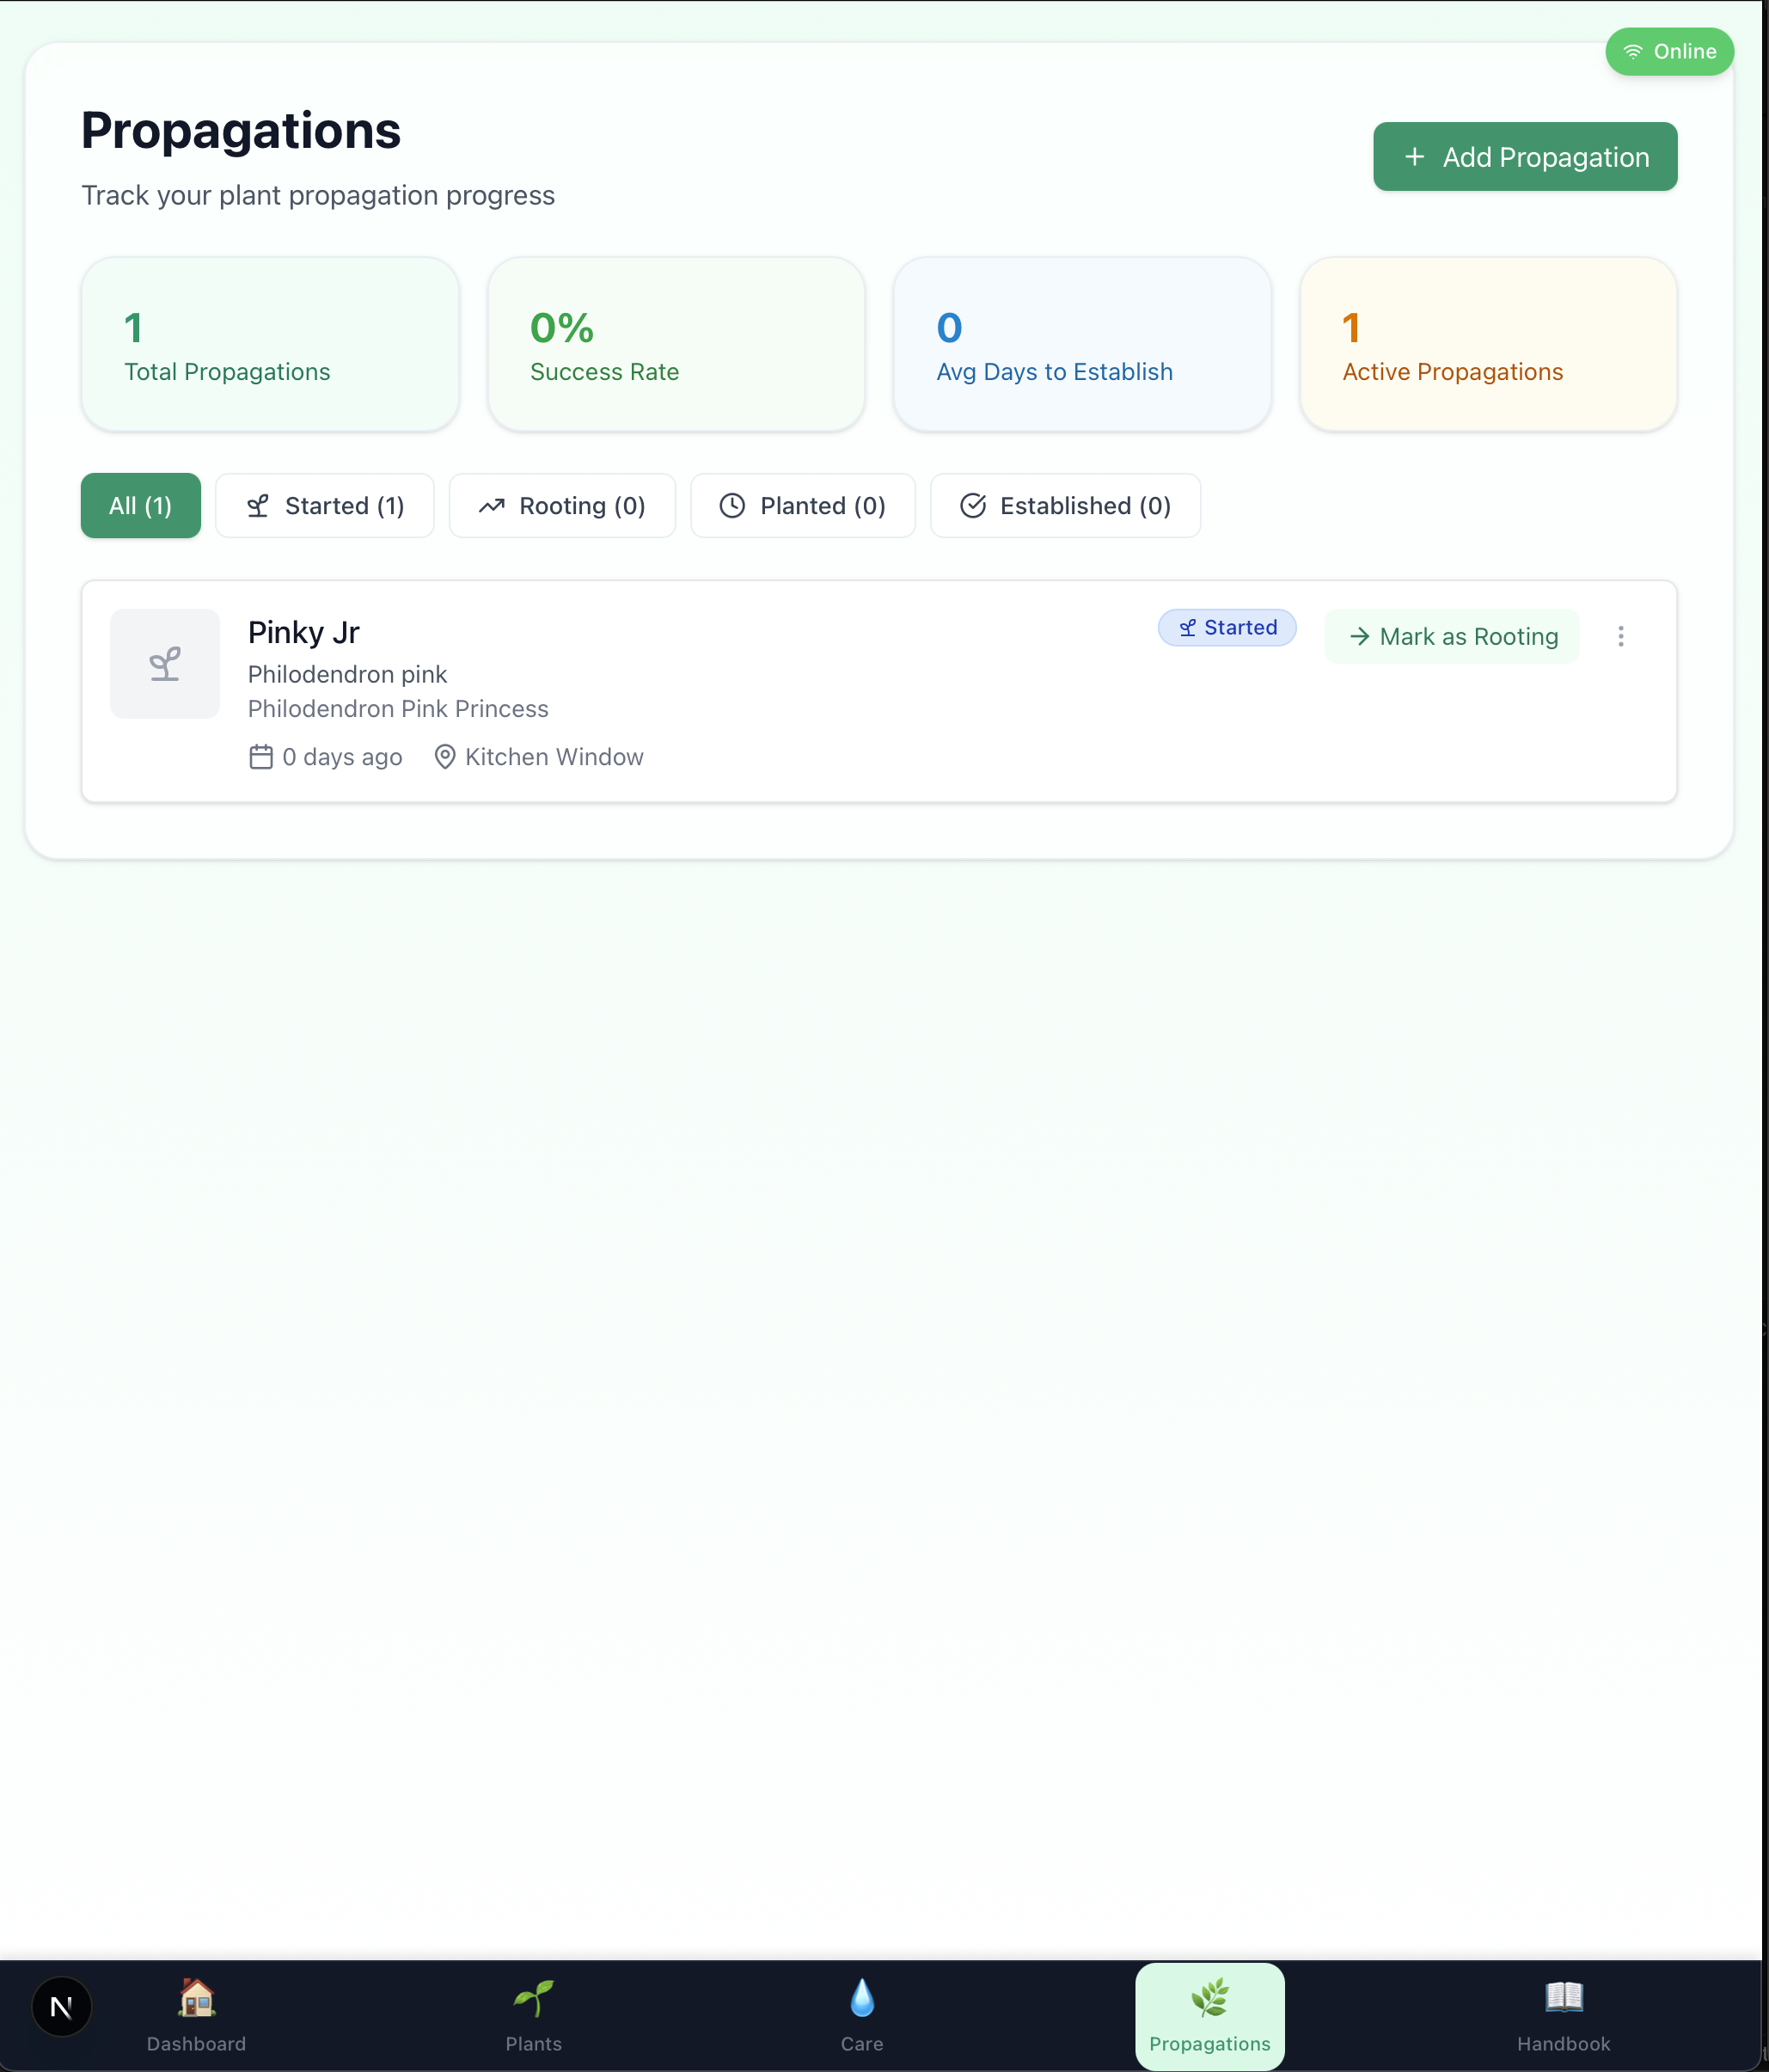 Online
Propagations
Track your plant propagation progress
+ Add Propagation
1
Total Propagations
0%
Success Rate
0
Avg Days to Establish
1
Active Propagations
All (1)
Started (1)
Rooting (0)
Planted (0)
Established (0)
Pinky Jr
Started
→ Mark as Rooting
Philodendron pink
Philodendron Pink Princess
0 days ago
Kitchen Window
N
Dashboard
Plants
Care
Propagations
Handbook